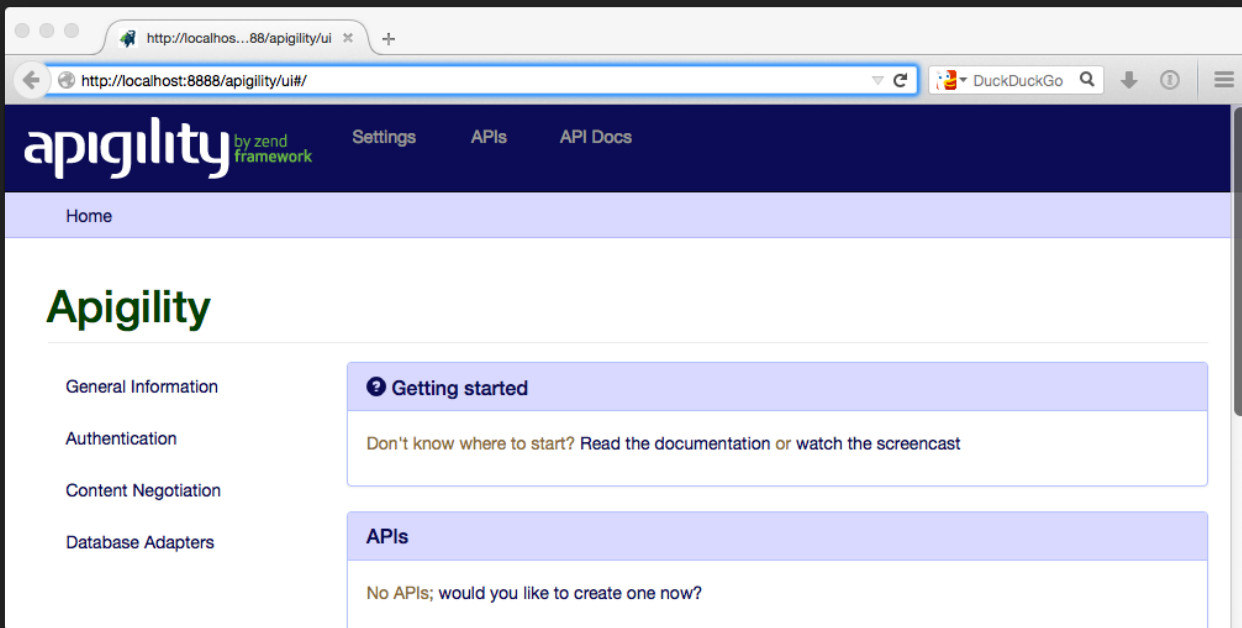 http://localhos...88/apigility/ui
http://localhost:8888/apigility/ui#/
DuckDuckGo
apigility by zend framework
Settings
APIs
API Docs
Home
Apigility
General Information
Authentication
Content Negotiation
Database Adapters
Getting started
Don't know where to start? Read the documentation or watch the screencast
APIs
No APIs; would you like to create one now?